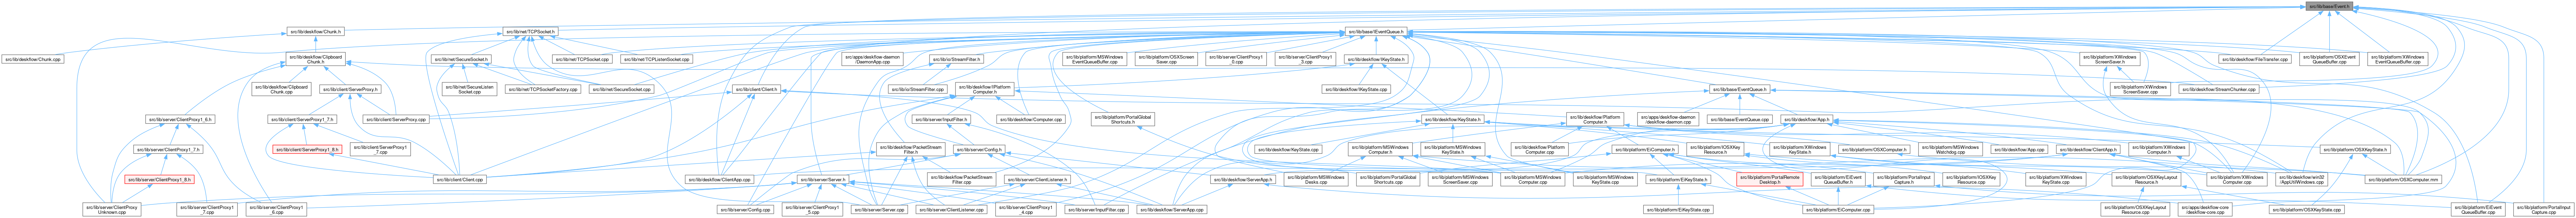 src/lib/base/Event.h
src/lib/deskflow/Chunk.h
src/lib/net/TCPSocket.h
src/lib/base/IEventQueue.h
src/lib/deskflow/Chunk.cpp
src/lib/deskflow/Clipboard
Chunk.h
src/lib/net/SecureSocket.h
src/lib/net/TCPSocket.cpp
src/lib/net/TCPListenSocket.cpp
src/apps/deskflow-daemon
/DaemonApp.cpp
src/lib/io/StreamFilter.h
src/lib/platform/MSWindows
EventQueueBuffer.cpp
src/lib/platform/OSXScreen
Saver.cpp
src/lib/server/ClientProxy1
_0.cpp
src/lib/server/ClientProxy1
_3.cpp
src/lib/deskflow/IKeyState.h
src/lib/platform/XWindows
ScreenSaver.h
src/lib/deskflow/FileTransfer.cpp
src/lib/platform/OSXEvent
QueueBuffer.cpp
src/lib/platform/XWindows
EventQueueBuffer.cpp
src/lib/deskflow/Clipboard
Chunk.cpp
src/lib/client/ServerProxy.h
src/lib/net/SecureListen
Socket.cpp
src/lib/net/TCPSocketFactory.cpp
src/lib/net/SecureSocket.cpp
src/lib/client/Client.h
src/lib/io/StreamFilter.cpp
src/lib/deskflow/IPlatform
Computer.h
src/lib/deskflow/IKeyState.cpp
src/lib/base/EventQueue.h
src/lib/platform/XWindows
ScreenSaver.cpp
src/lib/deskflow/StreamChunker.cpp
src/lib/server/ClientProxy1_6.h
src/lib/client/ServerProxy1_7.h
src/lib/client/ServerProxy.cpp
src/lib/server/InputFilter.h
src/lib/deskflow/Computer.cpp
src/lib/platform/PortalGlobal
Shortcuts.h
src/lib/deskflow/KeyState.h
src/lib/deskflow/Platform
Computer.h
src/apps/deskflow-daemon
/deskflow-daemon.cpp
src/lib/base/EventQueue.cpp
src/lib/deskflow/App.h
src/lib/server/ClientProxy1_7.h
src/lib/client/ServerProxy1_8.h
src/lib/client/ServerProxy1
_7.cpp
src/lib/deskflow/PacketStream
Filter.h
src/lib/server/Config.h
src/lib/deskflow/KeyState.cpp
src/lib/platform/MSWindows
Computer.h
src/lib/platform/MSWindows
KeyState.h
src/lib/deskflow/Platform
Computer.cpp
src/lib/platform/EiComputer.h
src/lib/platform/IOSXKey
Resource.h
src/lib/platform/XWindows
KeyState.h
src/lib/platform/OSXComputer.h
src/lib/platform/MSWindows
Watchdog.cpp
src/lib/deskflow/App.cpp
src/lib/deskflow/ClientApp.h
src/lib/platform/XWindows
Computer.h
src/lib/platform/OSXKeyState.h
src/lib/server/ClientProxy1_8.h
src/lib/client/Client.cpp
src/lib/deskflow/ClientApp.cpp
src/lib/server/Server.h
src/lib/deskflow/PacketStream
Filter.cpp
src/lib/server/ClientListener.h
src/lib/deskflow/ServerApp.h
src/lib/platform/MSWindows
Desks.cpp
src/lib/platform/PortalGlobal
Shortcuts.cpp
src/lib/platform/MSWindows
ScreenSaver.cpp
src/lib/platform/MSWindows
Computer.cpp
src/lib/platform/MSWindows
KeyState.cpp
src/lib/platform/EiKeyState.h
src/lib/platform/PortalRemote
Desktop.h
src/lib/platform/EiEvent
QueueBuffer.h
src/lib/platform/PortalInput
Capture.h
src/lib/platform/OSXKey
Resource.cpp
src/lib/platform/XWindows
KeyState.cpp
src/lib/platform/OSXKeyLayout
Resource.h
src/lib/platform/XWindows
Computer.cpp
src/lib/deskflow/win32
/AppUtilWindows.cpp
src/lib/platform/OSXComputer.mm
src/lib/server/ClientProxy
Unknown.cpp
src/lib/server/ClientProxy1
_7.cpp
src/lib/server/ClientProxy1
_6.cpp
src/lib/server/Config.cpp
src/lib/server/ClientProxy1
_5.cpp
src/lib/server/Server.cpp
src/lib/server/ClientListener.cpp
src/lib/server/ClientProxy1
_4.cpp
src/lib/server/InputFilter.cpp
src/lib/deskflow/ServerApp.cpp
src/lib/platform/EiKeyState.cpp
src/lib/platform/EiComputer.cpp
src/lib/platform/OSXKeyLayout
Resource.cpp
src/apps/deskflow-core
/deskflow-core.cpp
src/lib/platform/OSXKeyState.cpp
src/lib/platform/EiEvent
QueueBuffer.cpp
src/lib/platform/PortalInput
Capture.cpp